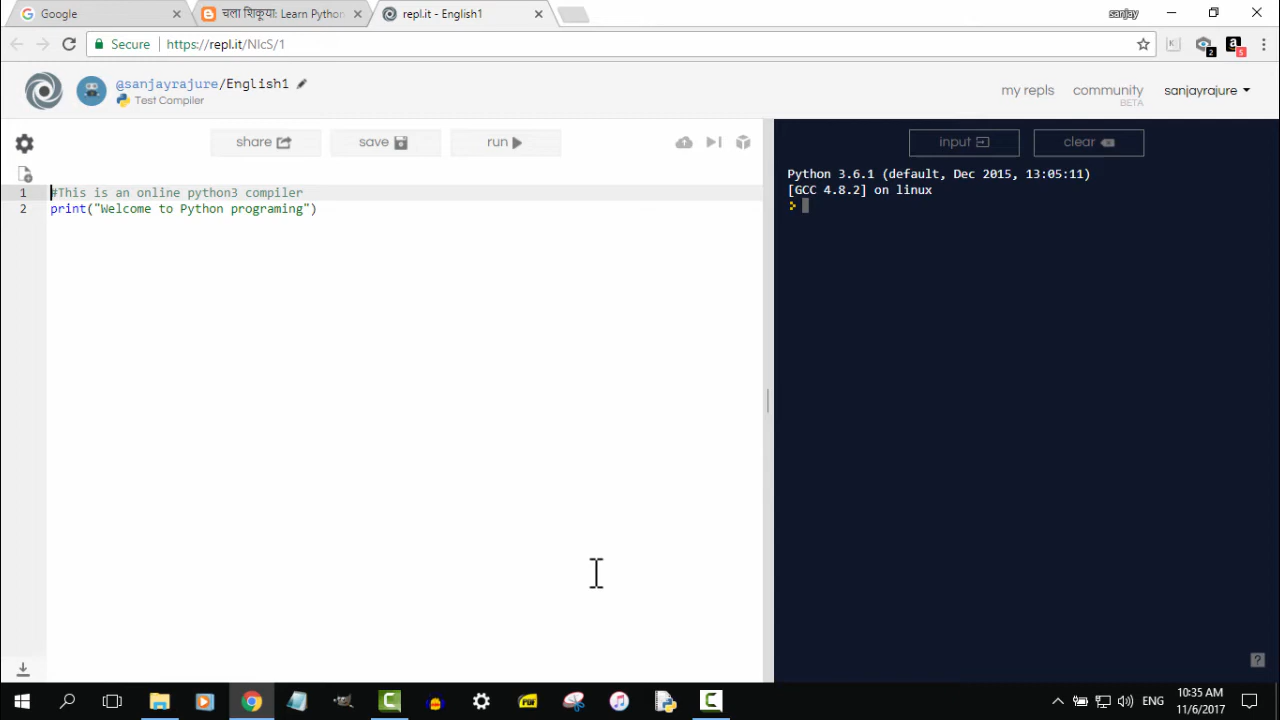 Google
चला शिकूया: Learn Python
repl.it - English1
sanjay
Secure
https://repl.it/NIcS/1
2
5
@sanjayrajure/English1
Test Compiler
my repls
community
BETA
sanjayrajure
share
save
run
input
clear
1 #This is an online python3 compiler
2 print("Welcome to Python programing")
Python 3.6.1 (default, Dec 2015, 13:05:11)
[GCC 4.8.2] on linux
?
PDF
ENG
10:35 AM
11/6/2017